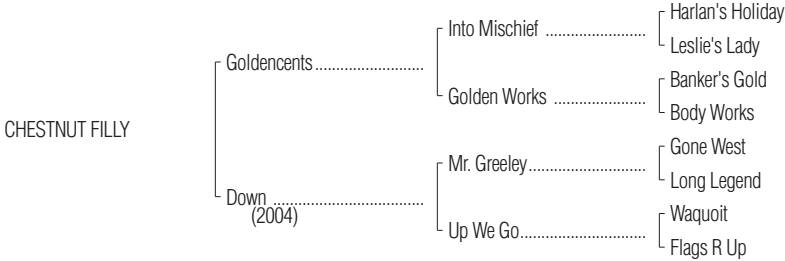 Harlan's Holiday
Into Mischief ........................
Leslie's Lady
Goldencents ..........................
Banker's Gold
Golden Works ......................
Body Works
CHESTNUT FILLY
Gone West
Mr. Greeley ............................
Long Legend
Down ....................................
(2004)
Waquoit
Up We Go ..............................
Flags R Up